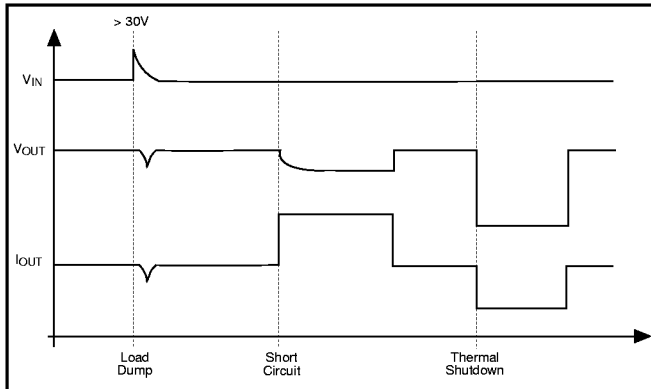 > 30V
VIN
VOUT
IOUT
Load
Dump
Short
Circuit
Thermal
Shutdown